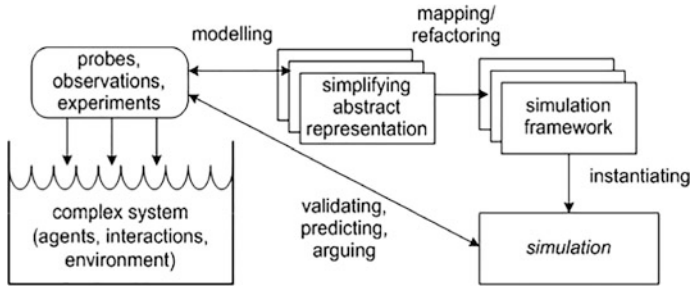 mapping/
refactoring
modelling
probes,
observations,
experiments
simplifying
abstract
representation
simulation
framework
instantiating
complex system
(agents, interactions,
environment)
validating,
predicting,
arguing
simulation